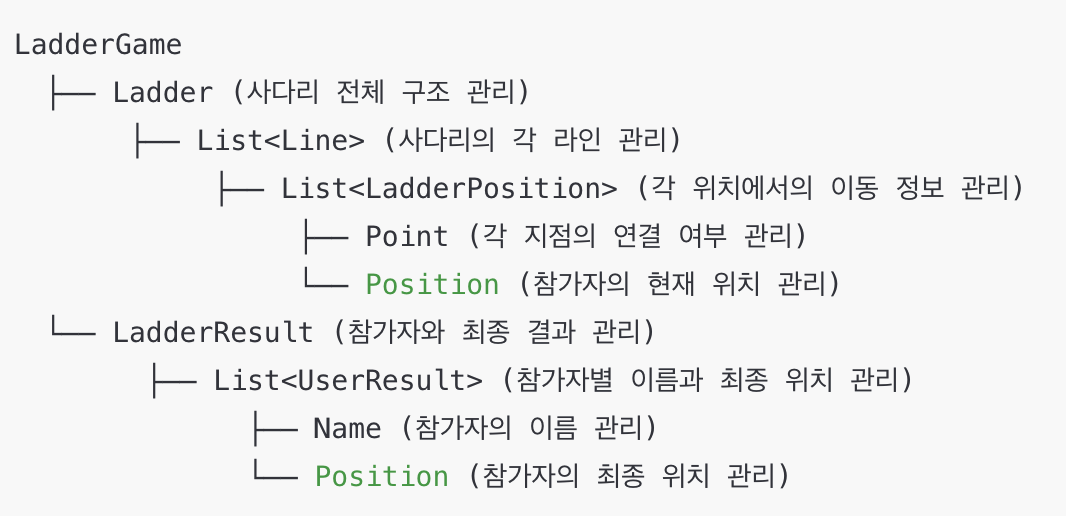 LadderGame
├── Ladder (사다리 전체 구조 관리)
├── List<Line> (사다리의 각 라인 관리)
├── List<LadderPosition> (각 위치에서의 이동 정보 관리)
├── Point (각 지점의 연결 여부 관리)
└── Position (참가자의 현재 위치 관리)
└── LadderResult (참가자와 최종 결과 관리)
├── List<UserResult> (참가자별 이름과 최종 위치 관리)
├── Name (참가자의 이름 관리)
└── Position (참가자의 최종 위치 관리)